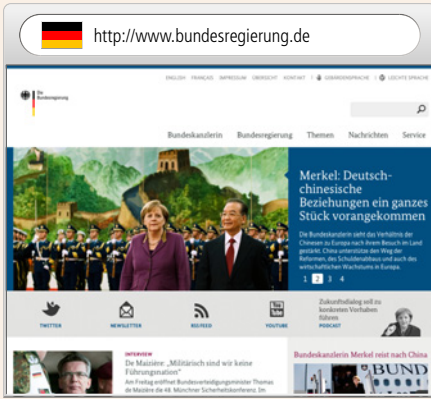 http://www.bundesregierung.de
ENGLISH FRANÇAIS IMPRESSUM ÜBERSICHT KONTAKT | GEBÄRDENSPRACHE | LEICHTE SPRACHE
Die
Bundesregierung
Bundeskanzlerin Bundesregierung Themen Nachrichten Service
Merkel: Deutsch-
chinesische
Beziehungen ein ganzes
Stück vorangekommen
Die Bundeskanzlerin sieht das Verhältnis der
Chinesen zu Europa nach ihrem Besuch im Land
gestärkt. China unterstütze den Weg der
Reformen, des Schuldenabbaus und auch des
wirtschaftlichen Wachstums in Europa.
1 2 3 4
TWITTER
NEWSLETTER
RSS FEED
You Tube
YOUTUBE
Zukunftsdialog soll zu
konkreten Vorhaben
führen
PODCAST
INTERVIEW
De Maizière: „Militärisch sind wir keine
Führungsnation"
Am Freitag eröffnet Bundesverteidigungsminister Thomas
de Maizière die 48. Münchner Sicherheitskonferenz. Im
Bundeskanzlerin Merkel reist nach China
BUND